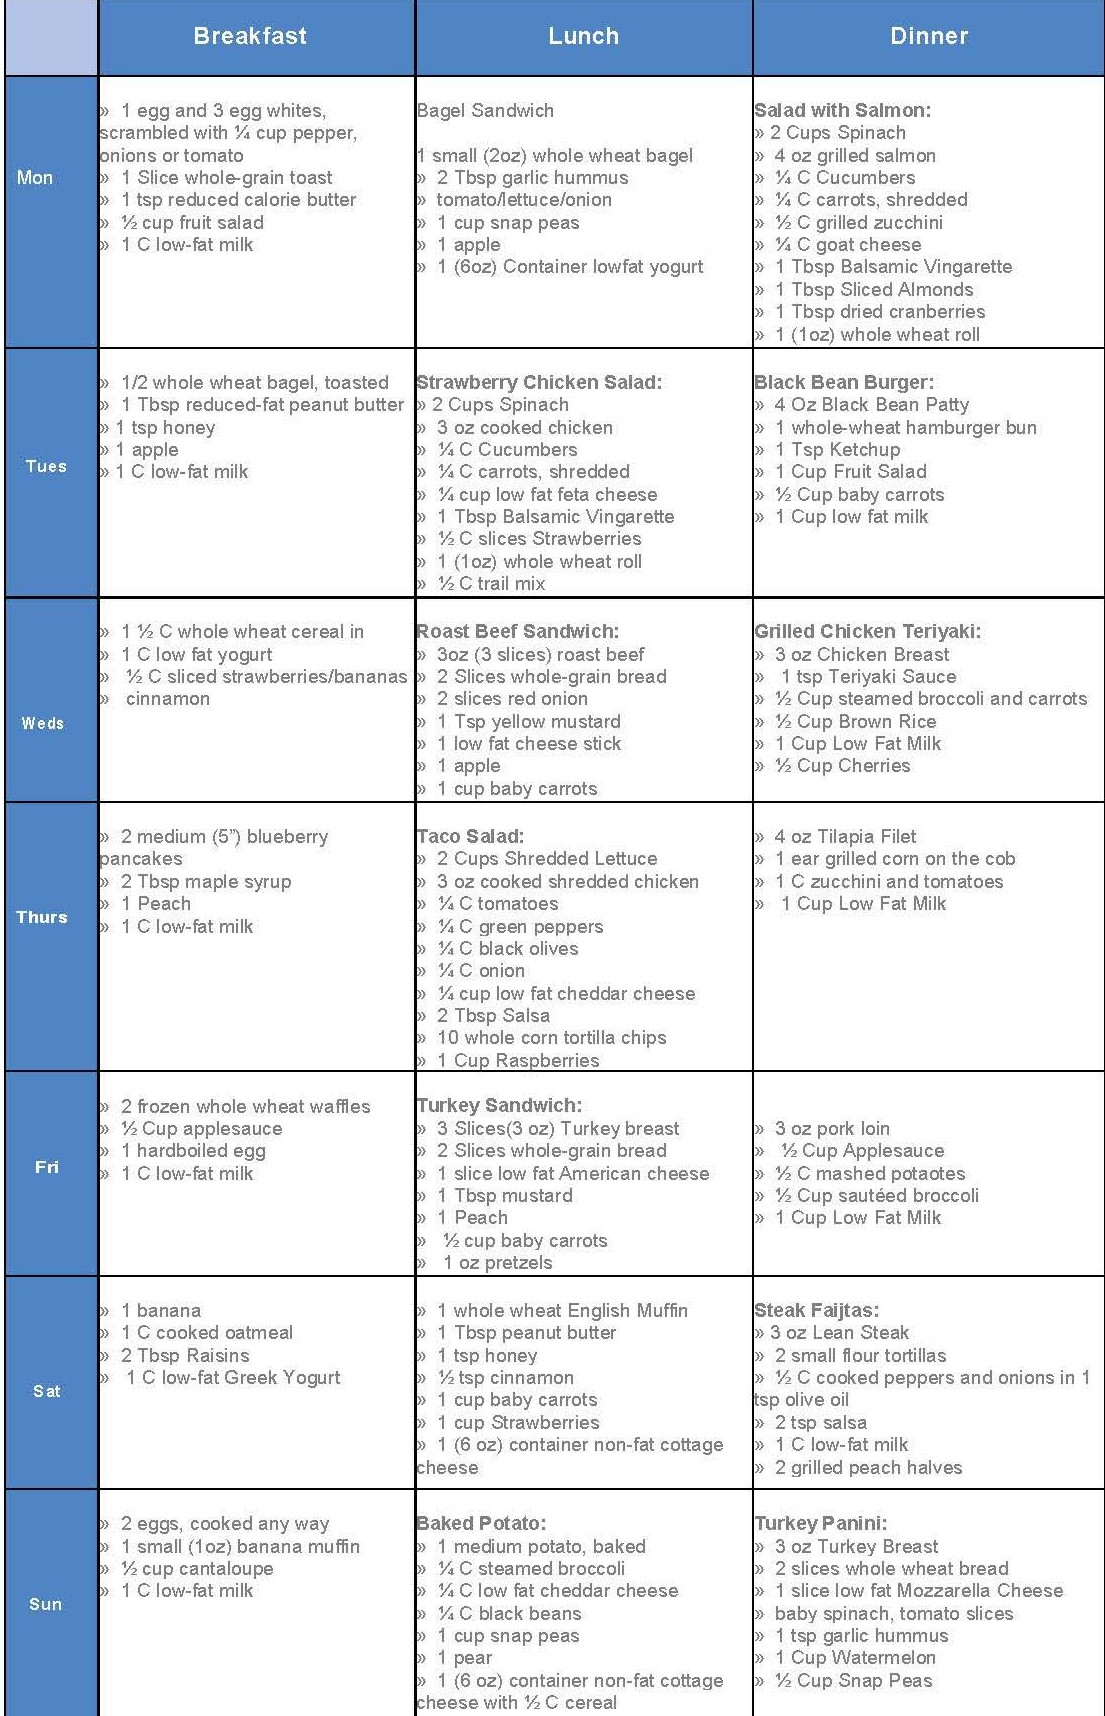 Breakfast
Lunch
Dinner
Mon
» 1 egg and 3 egg whites,
scrambled with ¼ cup pepper,
onions or tomato
» 1 Slice whole-grain toast
» 1 tsp reduced calorie butter
» ½ cup fruit salad
» 1 C low-fat milk
Bagel Sandwich
1 small (2oz) whole wheat bagel
» 2 Tbsp garlic hummus
» tomato/lettuce/onion
» 1 cup snap peas
» 1 apple
» 1 (6oz) Container lowfat yogurt
Salad with Salmon:
» 2 Cups Spinach
» 4 oz grilled salmon
» ¼ C Cucumbers
» ¼ C carrots, shredded
» ½ C grilled zucchini
» ¼ C goat cheese
» 1 Tbsp Balsamic Vingarette
» 1 Tbsp Sliced Almonds
» 1 Tbsp dried cranberries
» 1 (1oz) whole wheat roll
Tues
» 1/2 whole wheat bagel, toasted
» 1 Tbsp reduced-fat peanut butter
» 1 tsp honey
» 1 apple
» 1 C low-fat milk
Strawberry Chicken Salad:
» 2 Cups Spinach
» 3 oz cooked chicken
» ¼ C Cucumbers
» ¼ C carrots, shredded
» ¼ cup low fat feta cheese
» 1 Tbsp Balsamic Vingarette
» ½ C slices Strawberries
» 1 (1oz) whole wheat roll
» ½ C trail mix
Black Bean Burger:
» 4 Oz Black Bean Patty
» 1 whole-wheat hamburger bun
» 1 Tsp Ketchup
» 1 Cup Fruit Salad
» ½ Cup baby carrots
» 1 Cup low fat milk
Weds
» 1 ½ C whole wheat cereal in
» 1 C low fat yogurt
» ½ C sliced strawberries/bananas
» cinnamon
Roast Beef Sandwich:
» 3oz (3 slices) roast beef
» 2 Slices whole-grain bread
» 2 slices red onion
» 1 Tsp yellow mustard
» 1 low fat cheese stick
» 1 apple
» 1 cup baby carrots
Grilled Chicken Teriyaki:
» 3 oz Chicken Breast
» 1 tsp Teriyaki Sauce
» ½ Cup steamed broccoli and carrots
» ½ Cup Brown Rice
» 1 Cup Low Fat Milk
» ½ Cup Cherries
Thurs
» 2 medium (5”) blueberry
pancakes
» 2 Tbsp maple syrup
» 1 Peach
» 1 C low-fat milk
Taco Salad:
» 2 Cups Shredded Lettuce
» 3 oz cooked shredded chicken
» ¼ C tomatoes
» ¼ C green peppers
» ¼ C black olives
» ¼ C onion
» ¼ cup low fat cheddar cheese
» 2 Tbsp Salsa
» 10 whole corn tortilla chips
» 1 Cup Raspberries
» 4 oz Tilapia Filet
» 1 ear grilled corn on the cob
» 1 C zucchini and tomatoes
» 1 Cup Low Fat Milk
Fri
» 2 frozen whole wheat waffles
» ½ Cup applesauce
» 1 hardboiled egg
» 1 C low-fat milk
Turkey Sandwich:
» 3 Slices(3 oz) Turkey breast
» 2 Slices whole-grain bread
» 1 slice low fat American cheese
» 1 Tbsp mustard
» 1 Peach
» ½ cup baby carrots
» 1 oz pretzels
» 3 oz pork loin
» ½ Cup Applesauce
» ½ C mashed potaotes
» ½ Cup sautéed broccoli
» 1 Cup Low Fat Milk
Sat
» 1 banana
» 1 C cooked oatmeal
» 2 Tbsp Raisins
» 1 C low-fat Greek Yogurt
» 1 whole wheat English Muffin
» 1 Tbsp peanut butter
» 1 tsp honey
» ½ tsp cinnamon
» 1 cup baby carrots
» 1 cup Strawberries
» 1 (6 oz) container non-fat cottage
cheese
Steak Faijtas:
» 3 oz Lean Steak
» 2 small flour tortillas
» ½ C cooked peppers and onions in 1
tsp olive oil
» 2 tsp salsa
» 1 C low-fat milk
» 2 grilled peach halves
Sun
» 2 eggs, cooked any way
» 1 small (1oz) banana muffin
» ½ cup cantaloupe
» 1 C low-fat milk
Baked Potato:
» 1 medium potato, baked
» ¼ C steamed broccoli
» ¼ C low fat cheddar cheese
» ¼ C black beans
» 1 cup snap peas
» 1 pear
» 1 (6 oz) container non-fat cottage
cheese with ½ C cereal
Turkey Panini:
» 3 oz Turkey Breast
» 2 slices whole wheat bread
» 1 slice low fat Mozzarella Cheese
» baby spinach, tomato slices
» 1 tsp garlic hummus
» 1 Cup Watermelon
» ½ Cup Snap Peas